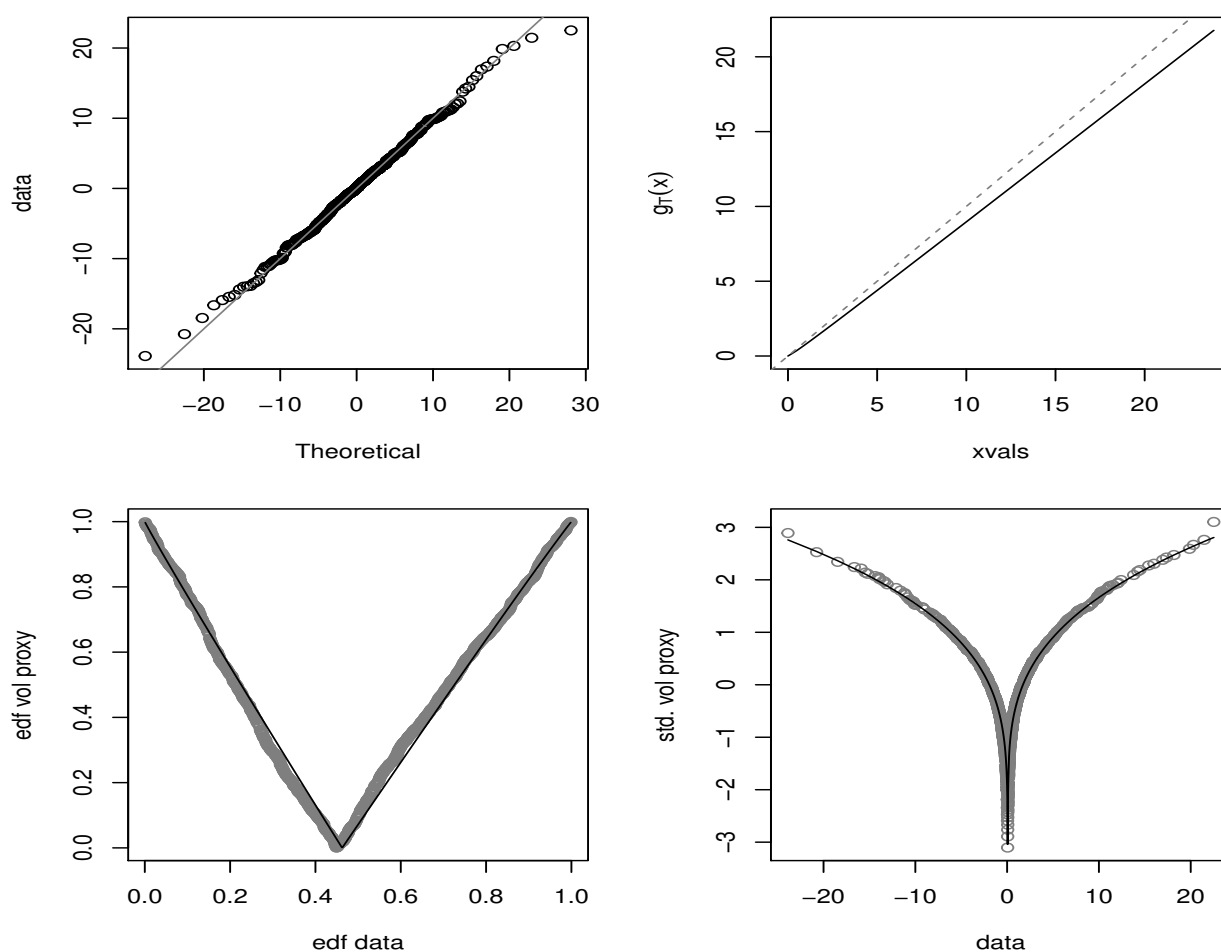 20
10
0
−10
−20
data
−20 −10 0 10 20 30
Theoretical
20
15
10
5
0
gT(x)
0 5 10 15 20
xvals
1.0
0.8
0.6
0.4
0.2
0.0
edf vol proxy
0.0 0.2 0.4 0.6 0.8 1.0
edf data
3
2
1
0
−1
−2
−3
std. vol proxy
−20 −10 0 10 20
data